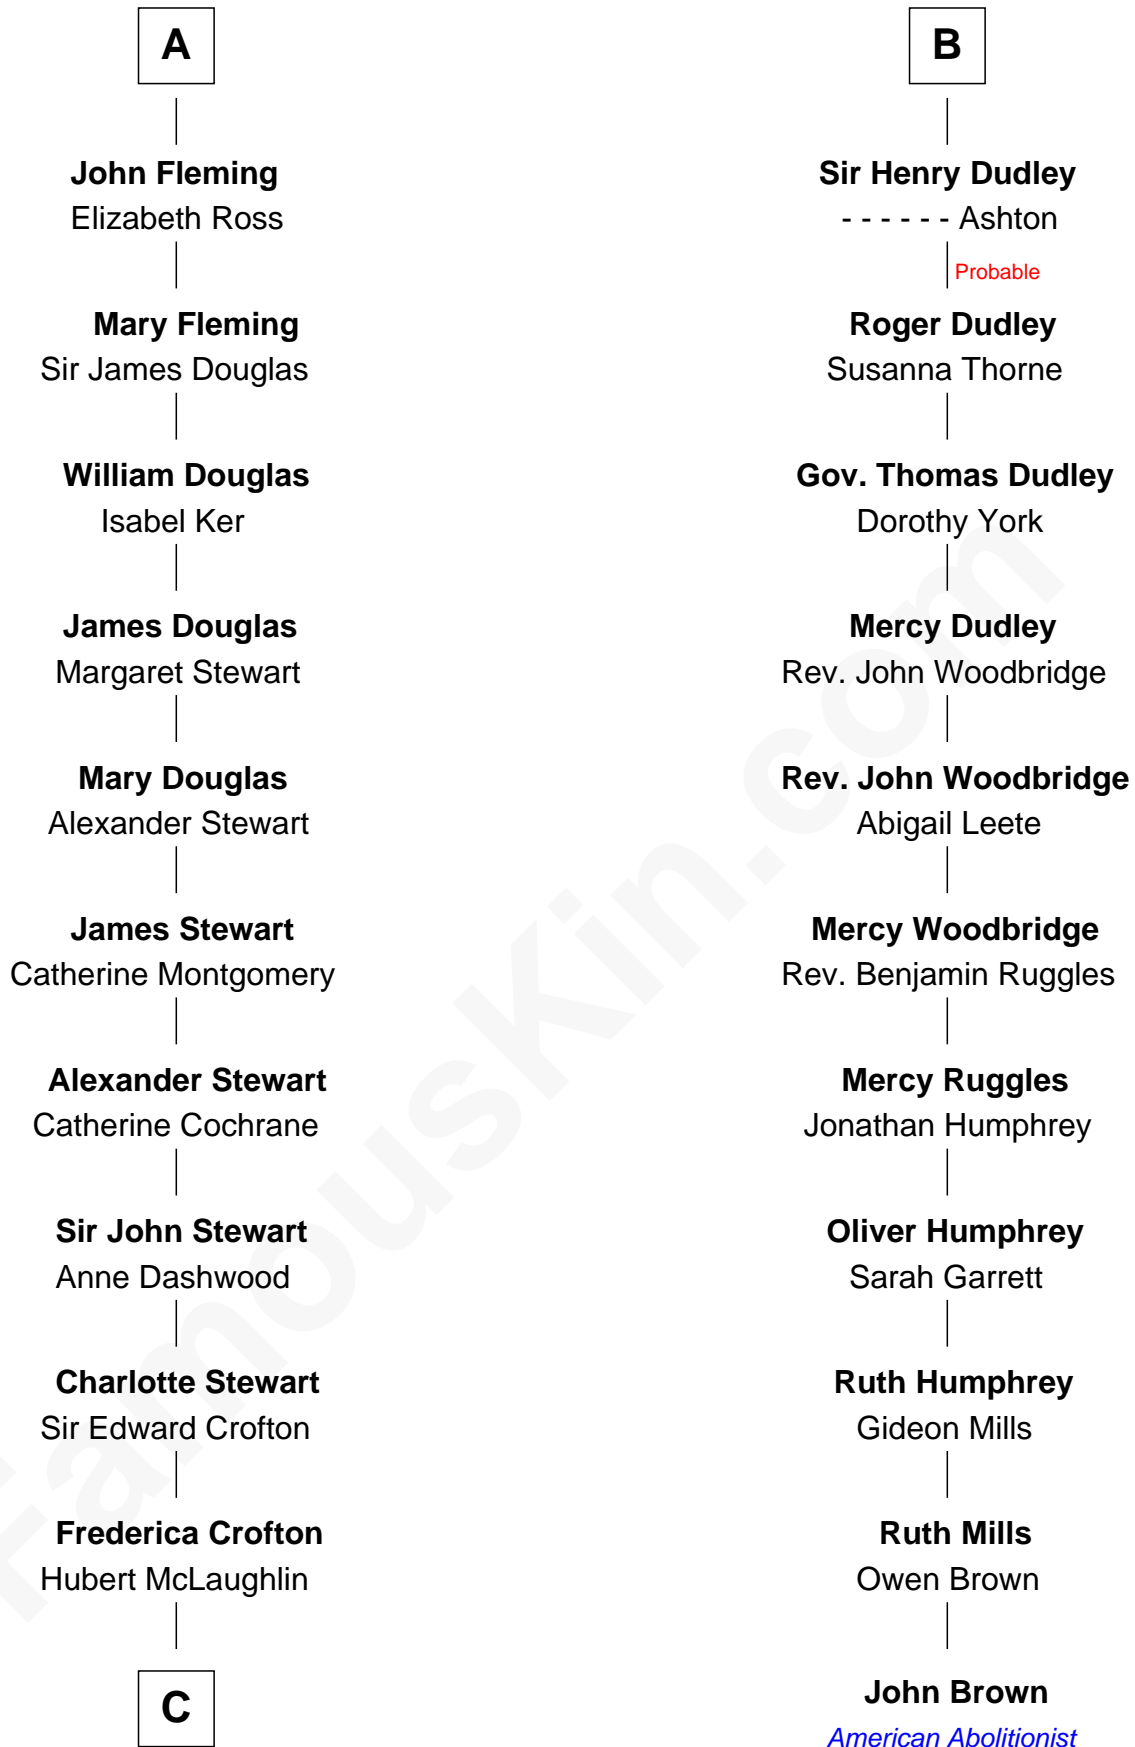 A
John Fleming
Elizabeth Ross
Mary Fleming
Sir James Douglas
William Douglas
Isabel Ker
James Douglas
Margaret Stewart
Mary Douglas
Alexander Stewart
James Stewart
Catherine Montgomery
Alexander Stewart
Catherine Cochrane
Sir John Stewart
Anne Dashwood
Charlotte Stewart
Sir Edward Crofton
Frederica Crofton
Hubert McLaughlin
C
B
Sir Henry Dudley
- - - - - - Ashton
Probable
Roger Dudley
Susanna Thorne
Gov. Thomas Dudley
Dorothy York
Mercy Dudley
Rev. John Woodbridge
Rev. John Woodbridge
Abigail Leete
Mercy Woodbridge
Rev. Benjamin Ruggles
Mercy Ruggles
Jonathan Humphrey
Oliver Humphrey
Sarah Garrett
Ruth Humphrey
Gideon Mills
Ruth Mills
Owen Brown
John Brown
American Abolitionist
FamousKin.com